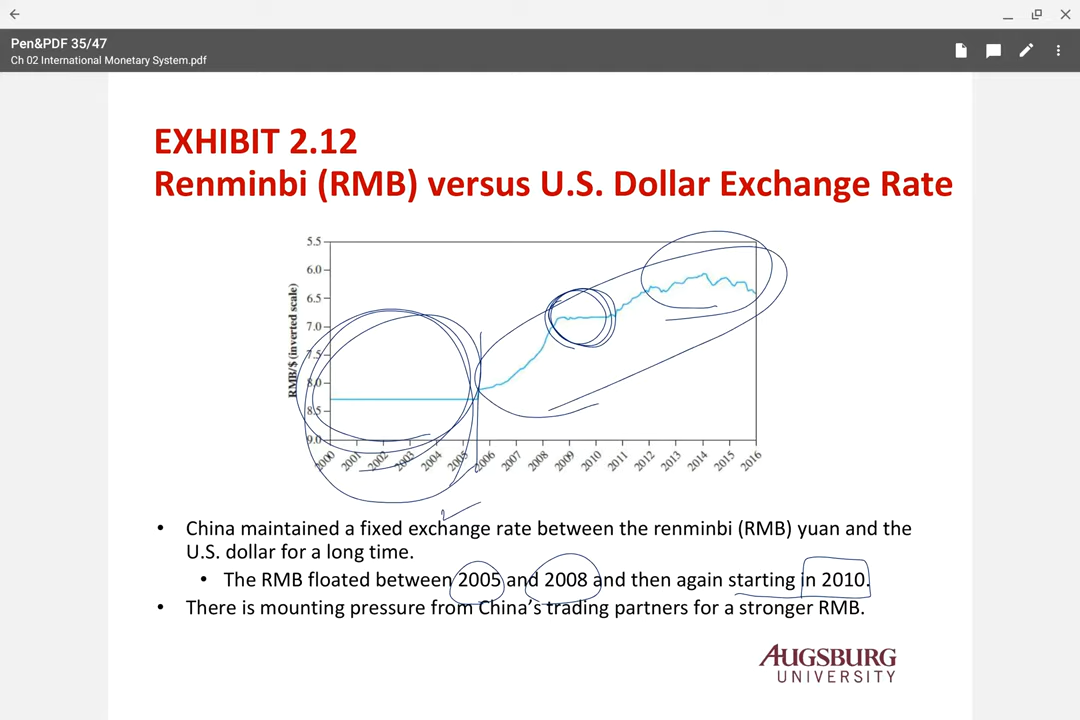 Pen&PDF 35/47
Ch 02 International Monetary System.pdf
EXHIBIT 2.12
Renminbi (RMB) versus U.S. Dollar Exchange Rate
RMB/$ (inverted scale)
5.5
6.0
6.5
7.0
7.5
8.0
8.5
9.0
2000 2001 2002 2003 2004 2005 2006 2007 2008 2009 2010 2011 2012 2013 2014 2015 2016
• China maintained a fixed exchange rate between the renminbi (RMB) yuan and the
U.S. dollar for a long time.
• The RMB floated between 2005 and 2008 and then again starting in 2010.
• There is mounting pressure from China's trading partners for a stronger RMB.
AUGSBURG
UNIVERSITY